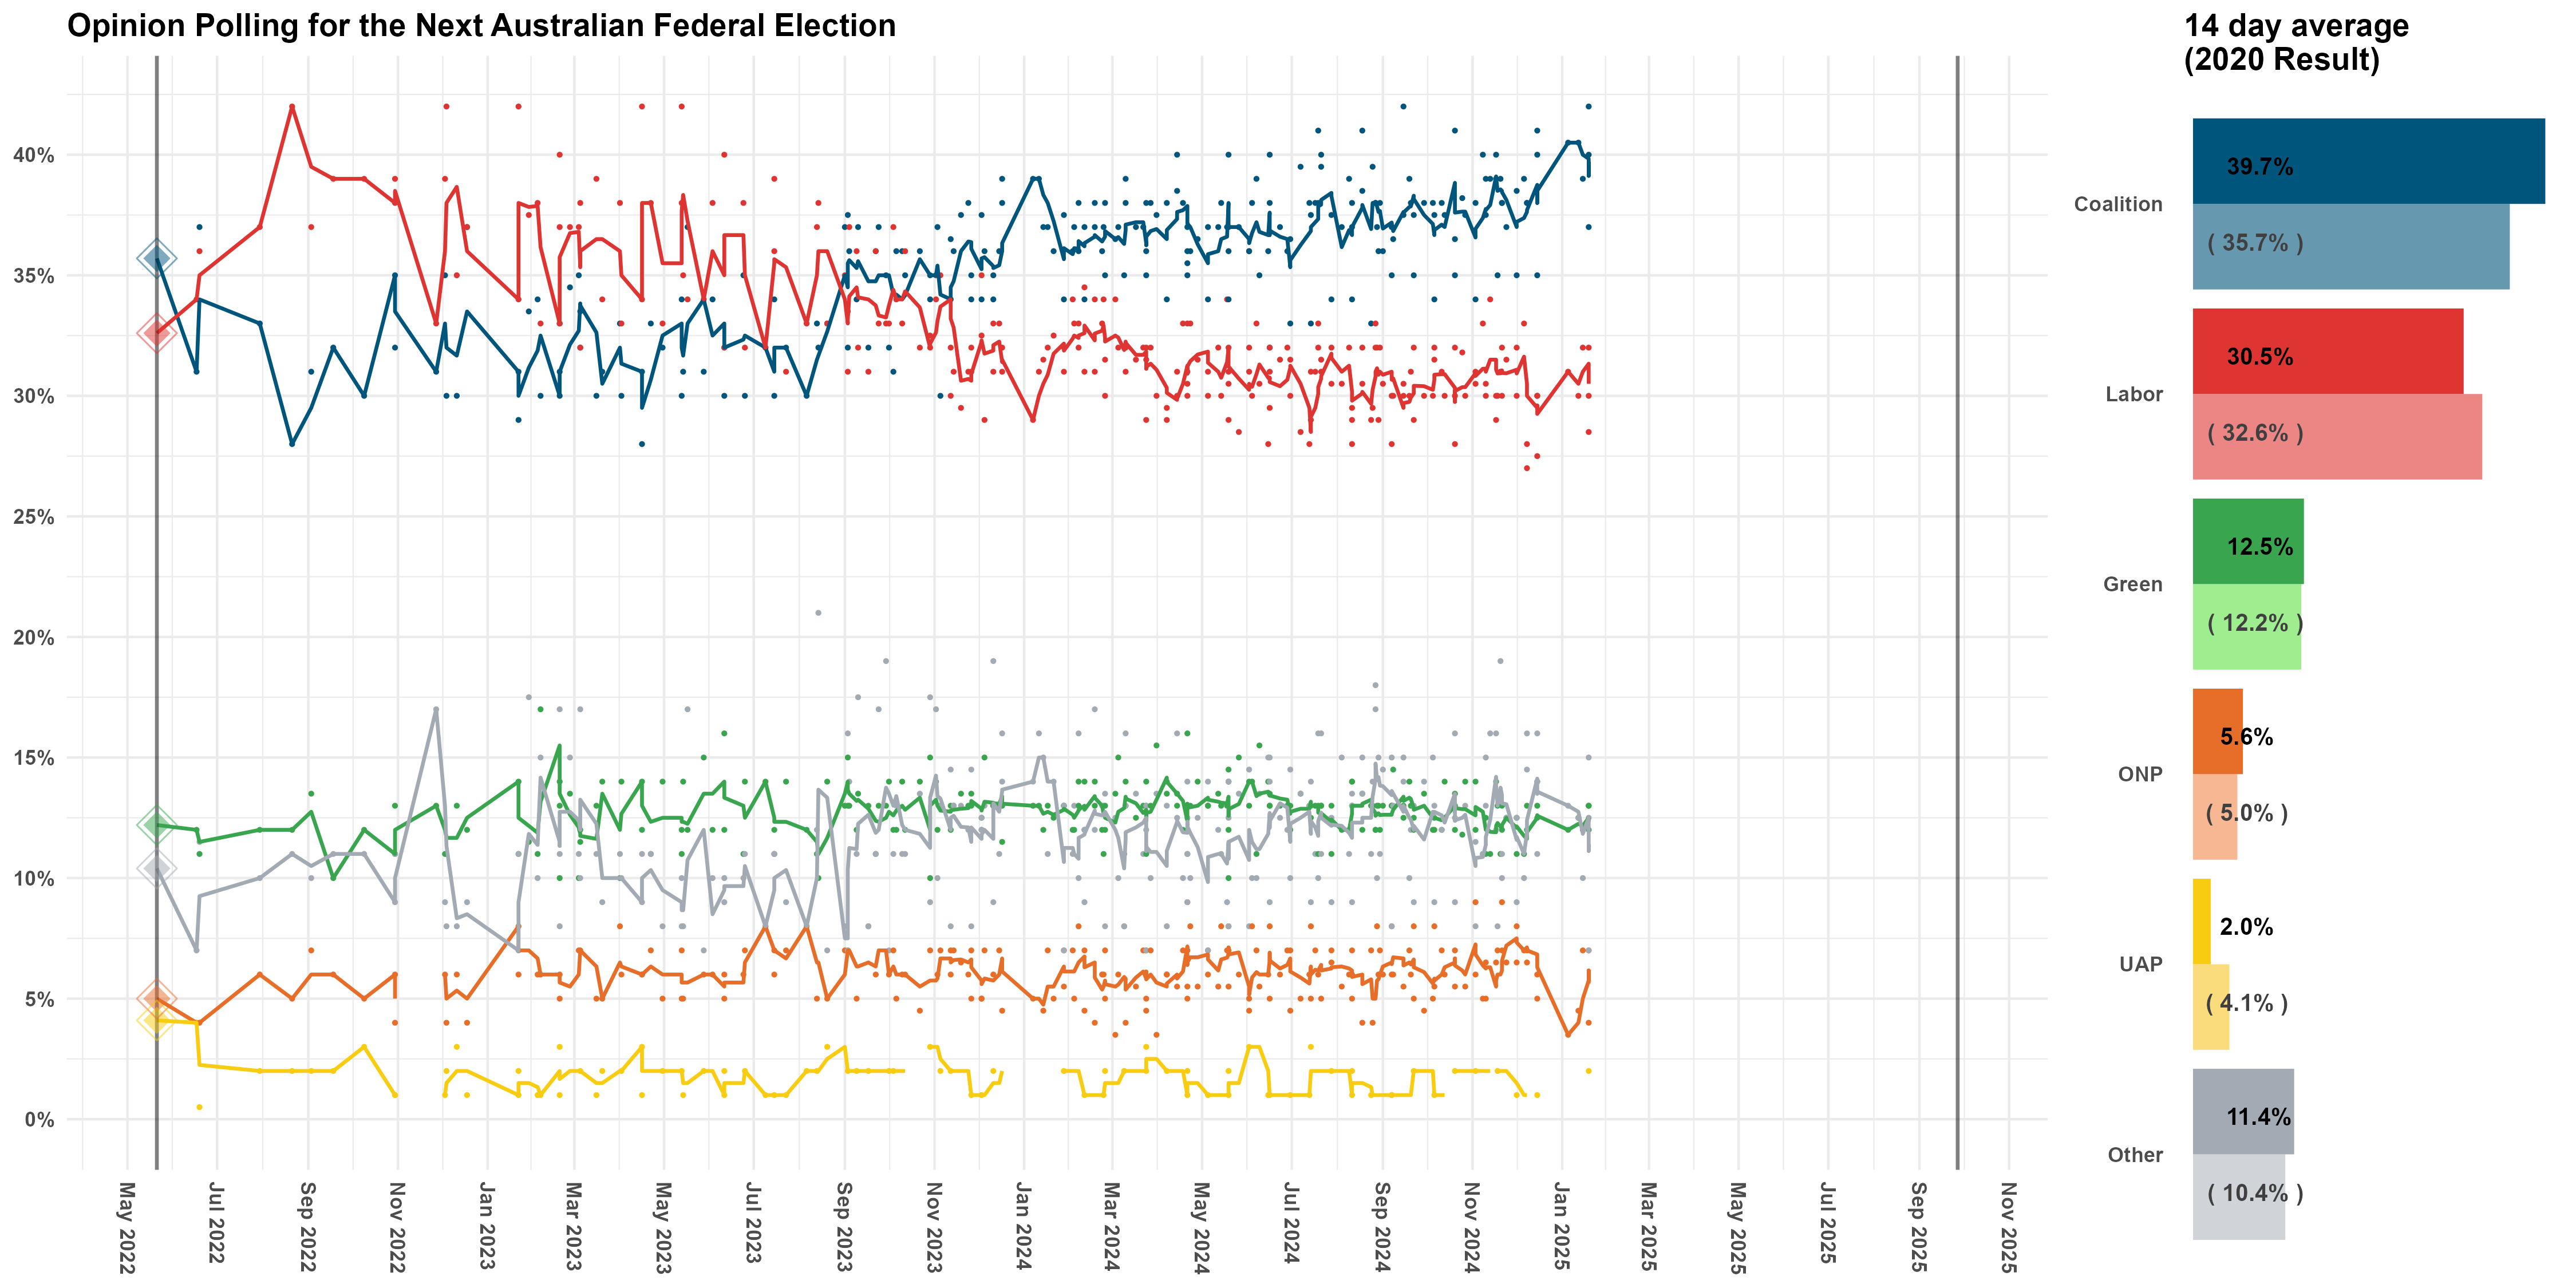 Opinion Polling for the Next Australian Federal Election
14 day average
(2020 Result)
40%
35%
30%
25%
20%
15%
10%
5%
0%
May 2022
Jul 2022
Sep 2022
Nov 2022
Jan 2023
Mar 2023
May 2023
Jul 2023
Sep 2023
Nov 2023
Jan 2024
Mar 2024
May 2024
Jul 2024
Sep 2024
Nov 2024
Jan 2025
Mar 2025
May 2025
Jul 2025
Sep 2025
Nov 2025
Coalition
39.7%
( 35.7% )
Labor
30.5%
( 32.6% )
Green
12.5%
( 12.2% )
ONP
5.6%
( 5.0% )
UAP
2.0%
( 4.1% )
Other
11.4%
( 10.4% )